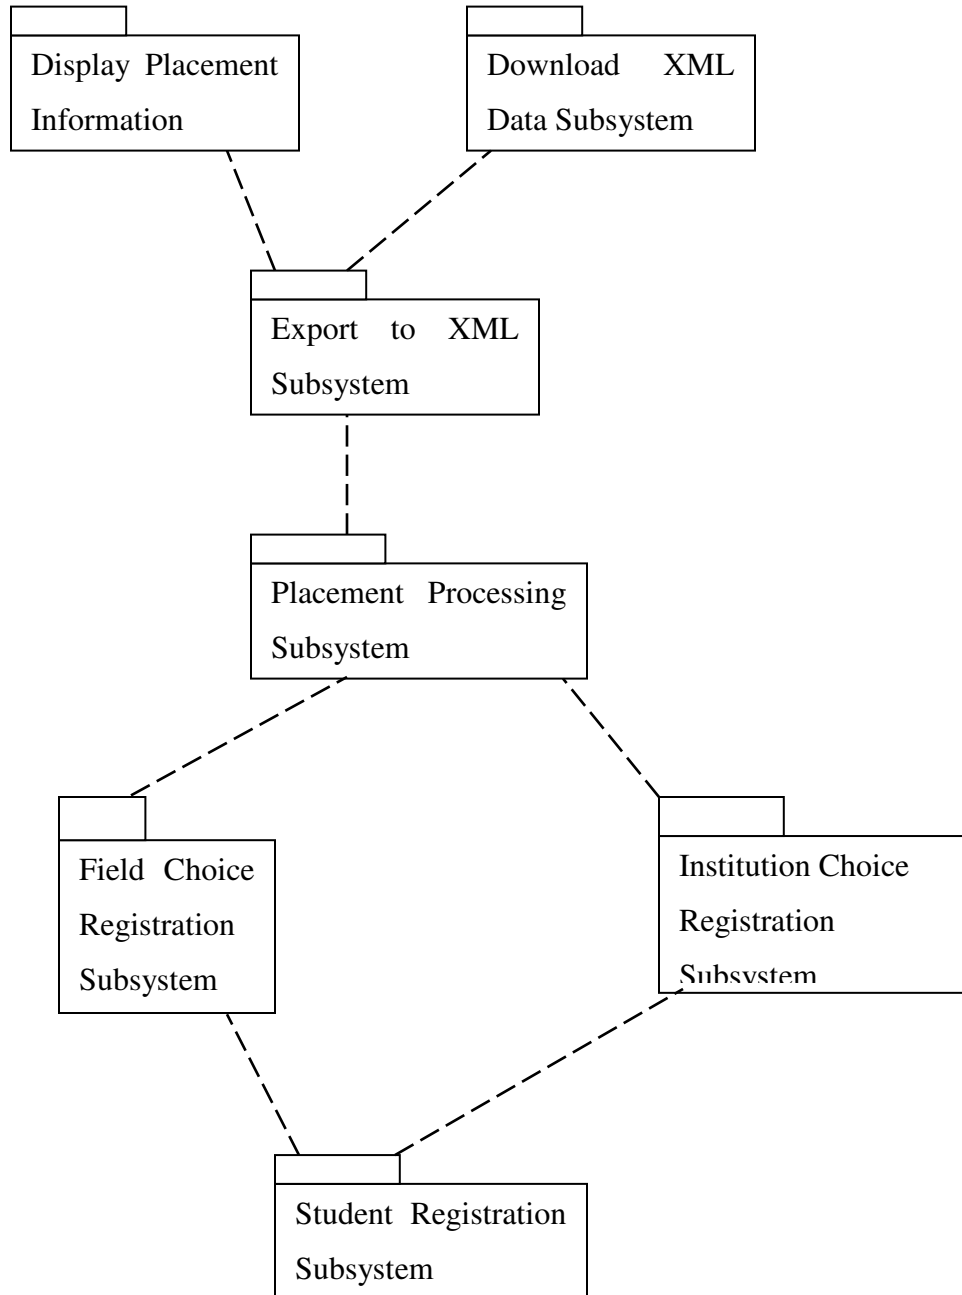 Display Placement
Information
Download XML
Data Subsystem
Export to XML
Subsystem
Placement Processing
Subsystem
Field Choice
Registration
Subsystem
Institution Choice
Registration
Subsystem
Student Registration
Subsystem